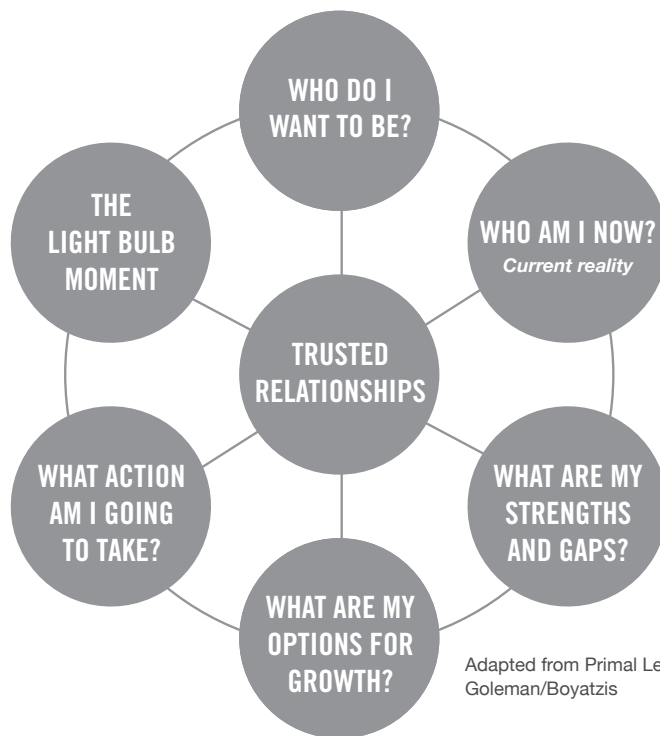 WHO DO I
WANT TO BE?
THE
LIGHT BULB
MOMENT
WHO AM I NOW?
Current reality
TRUSTED
RELATIONSHIPS
WHAT ACTION
AM I GOING
TO TAKE?
WHAT ARE MY
STRENGTHS
AND GAPS?
WHAT ARE MY
OPTIONS FOR
GROWTH?
Adapted from Primal Le
Goleman/Boyatzis